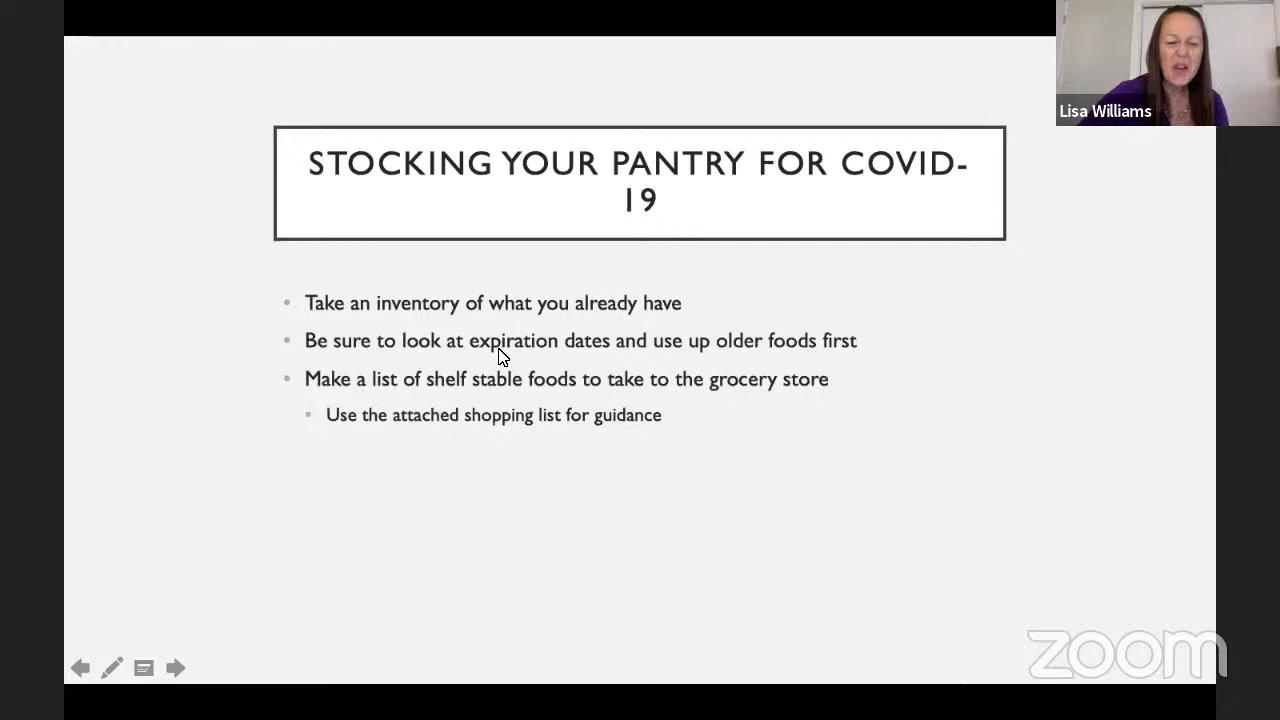 Lisa Williams
STOCKING YOUR PANTRY FOR COVID-
19
Take an inventory of what you already have
Be sure to look at expiration dates and use up older foods first
Make a list of shelf stable foods to take to the grocery store
Use the attached shopping list for guidance
zoom